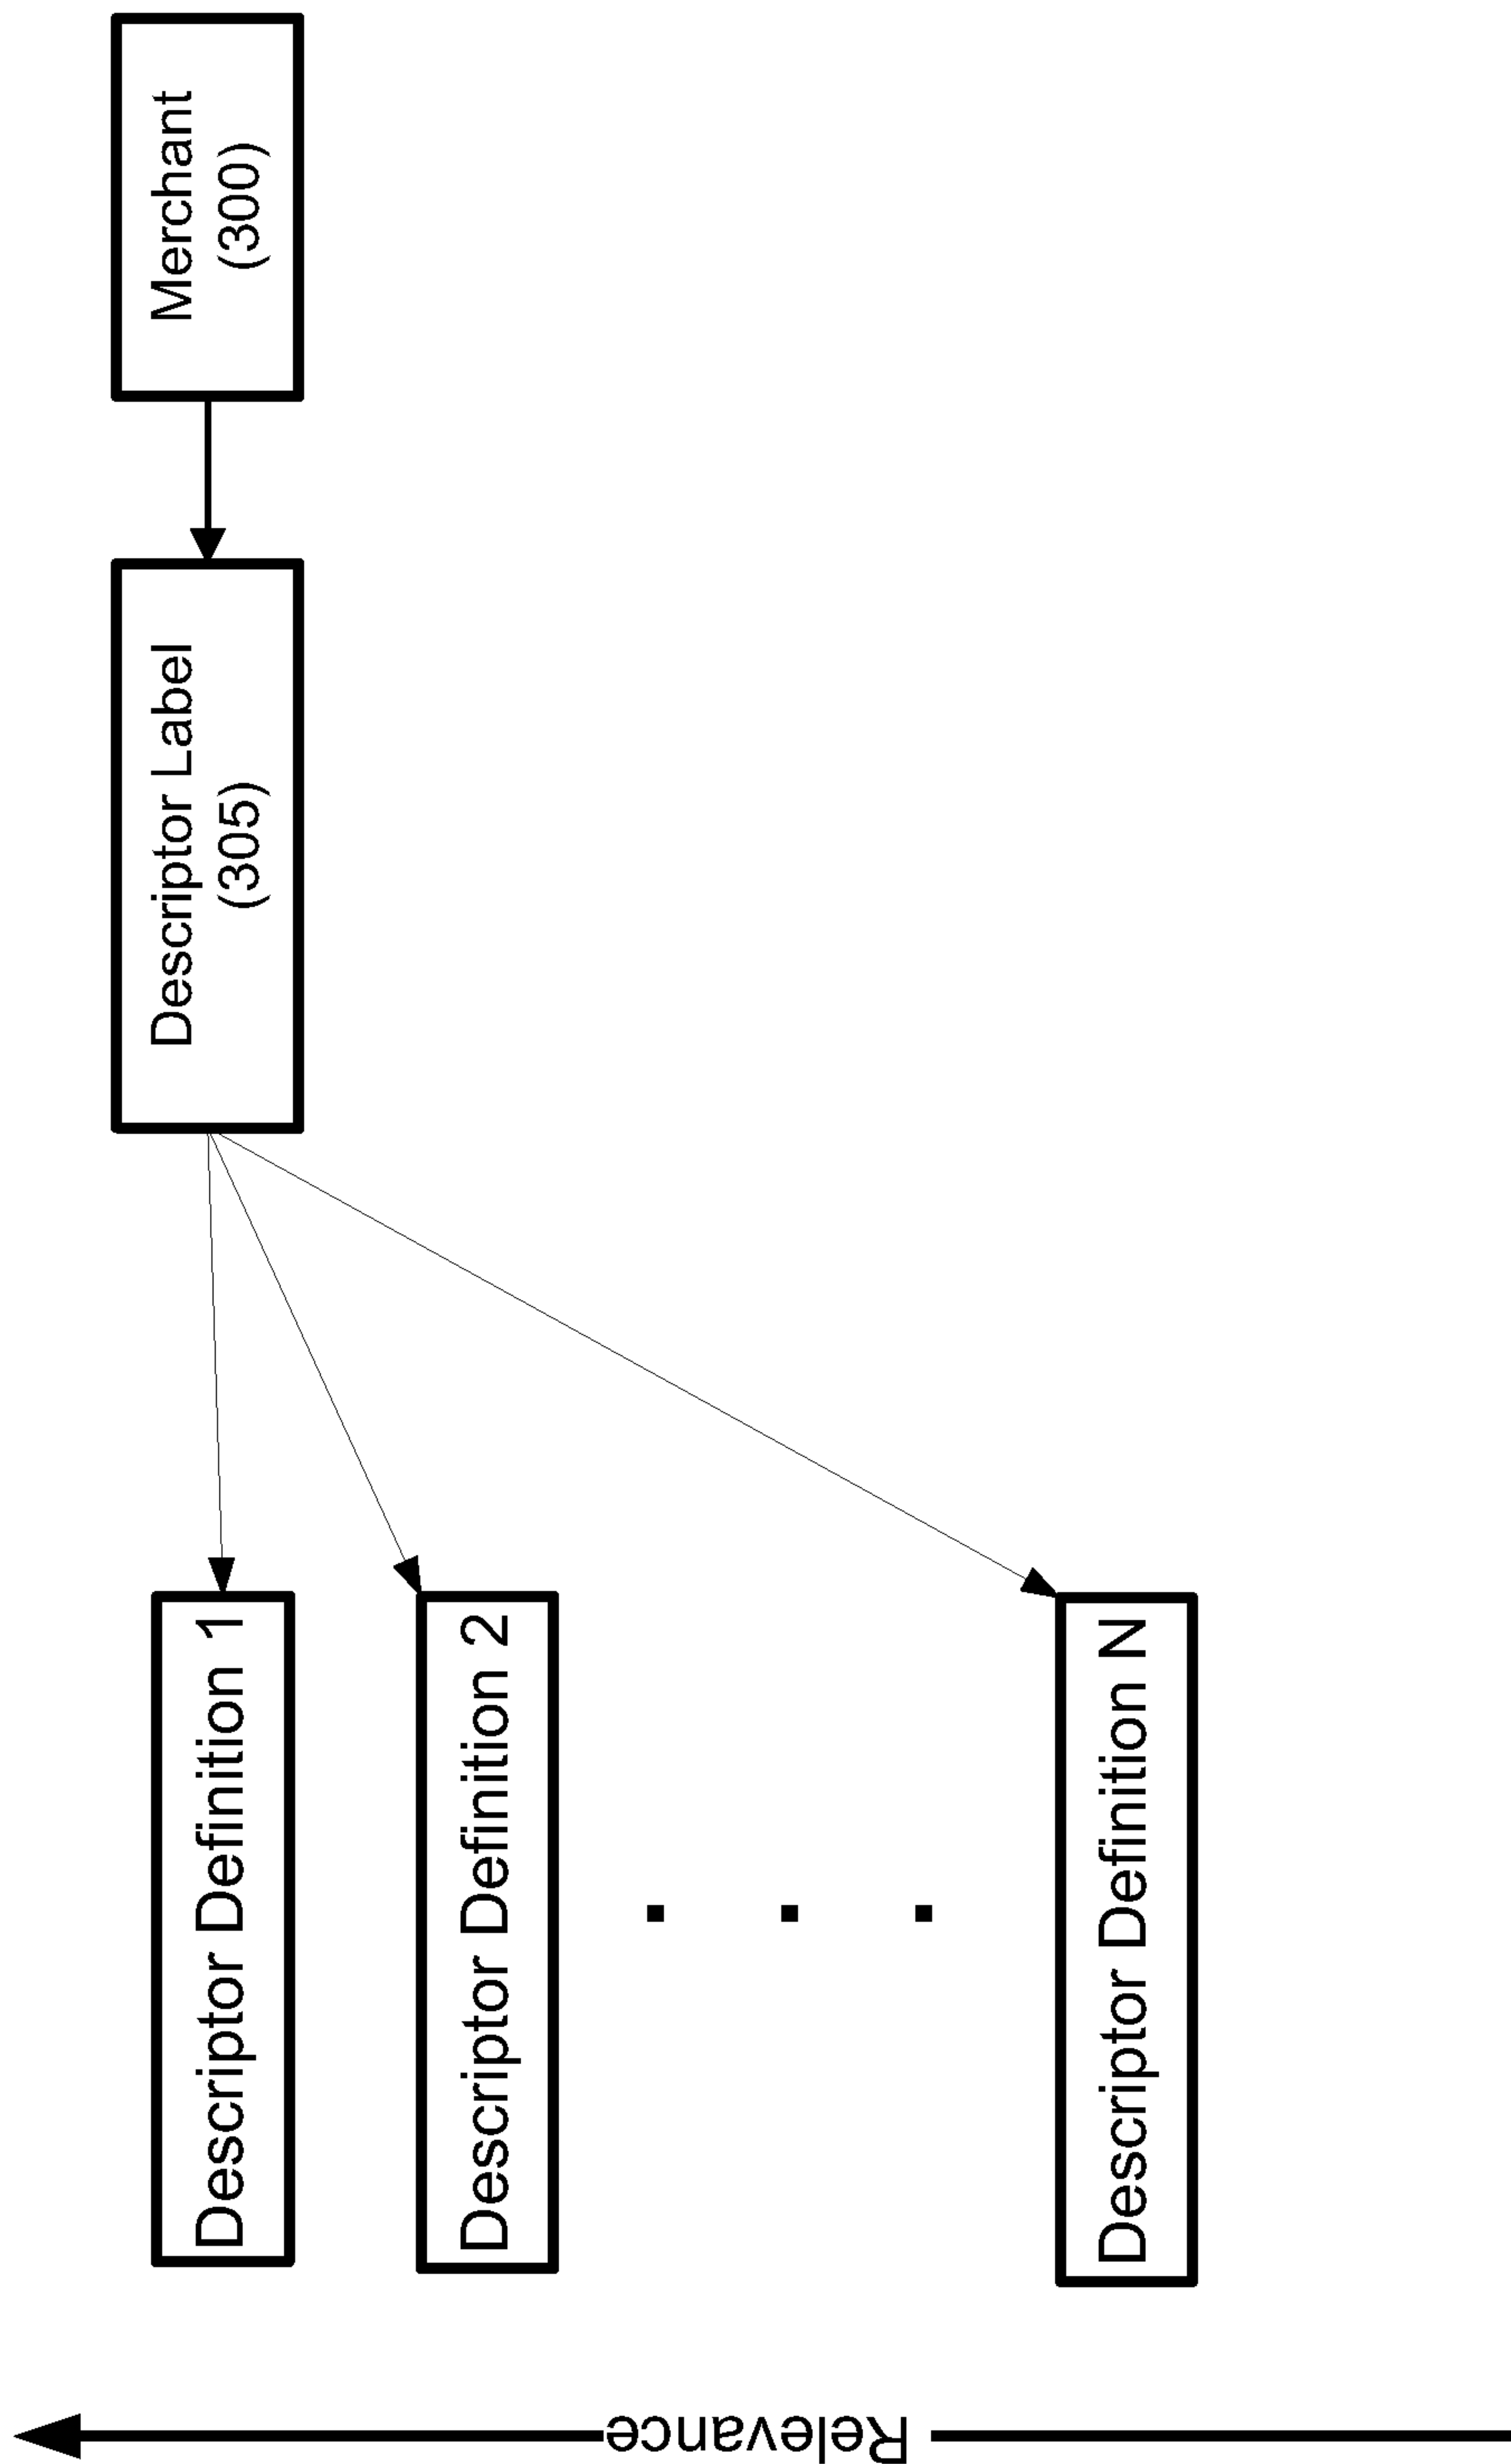 Merchant
(300)
Descriptor Label
(305)
Descriptor Definition 1
Descriptor Definition 2
. . .
Descriptor Definition N
Relevance